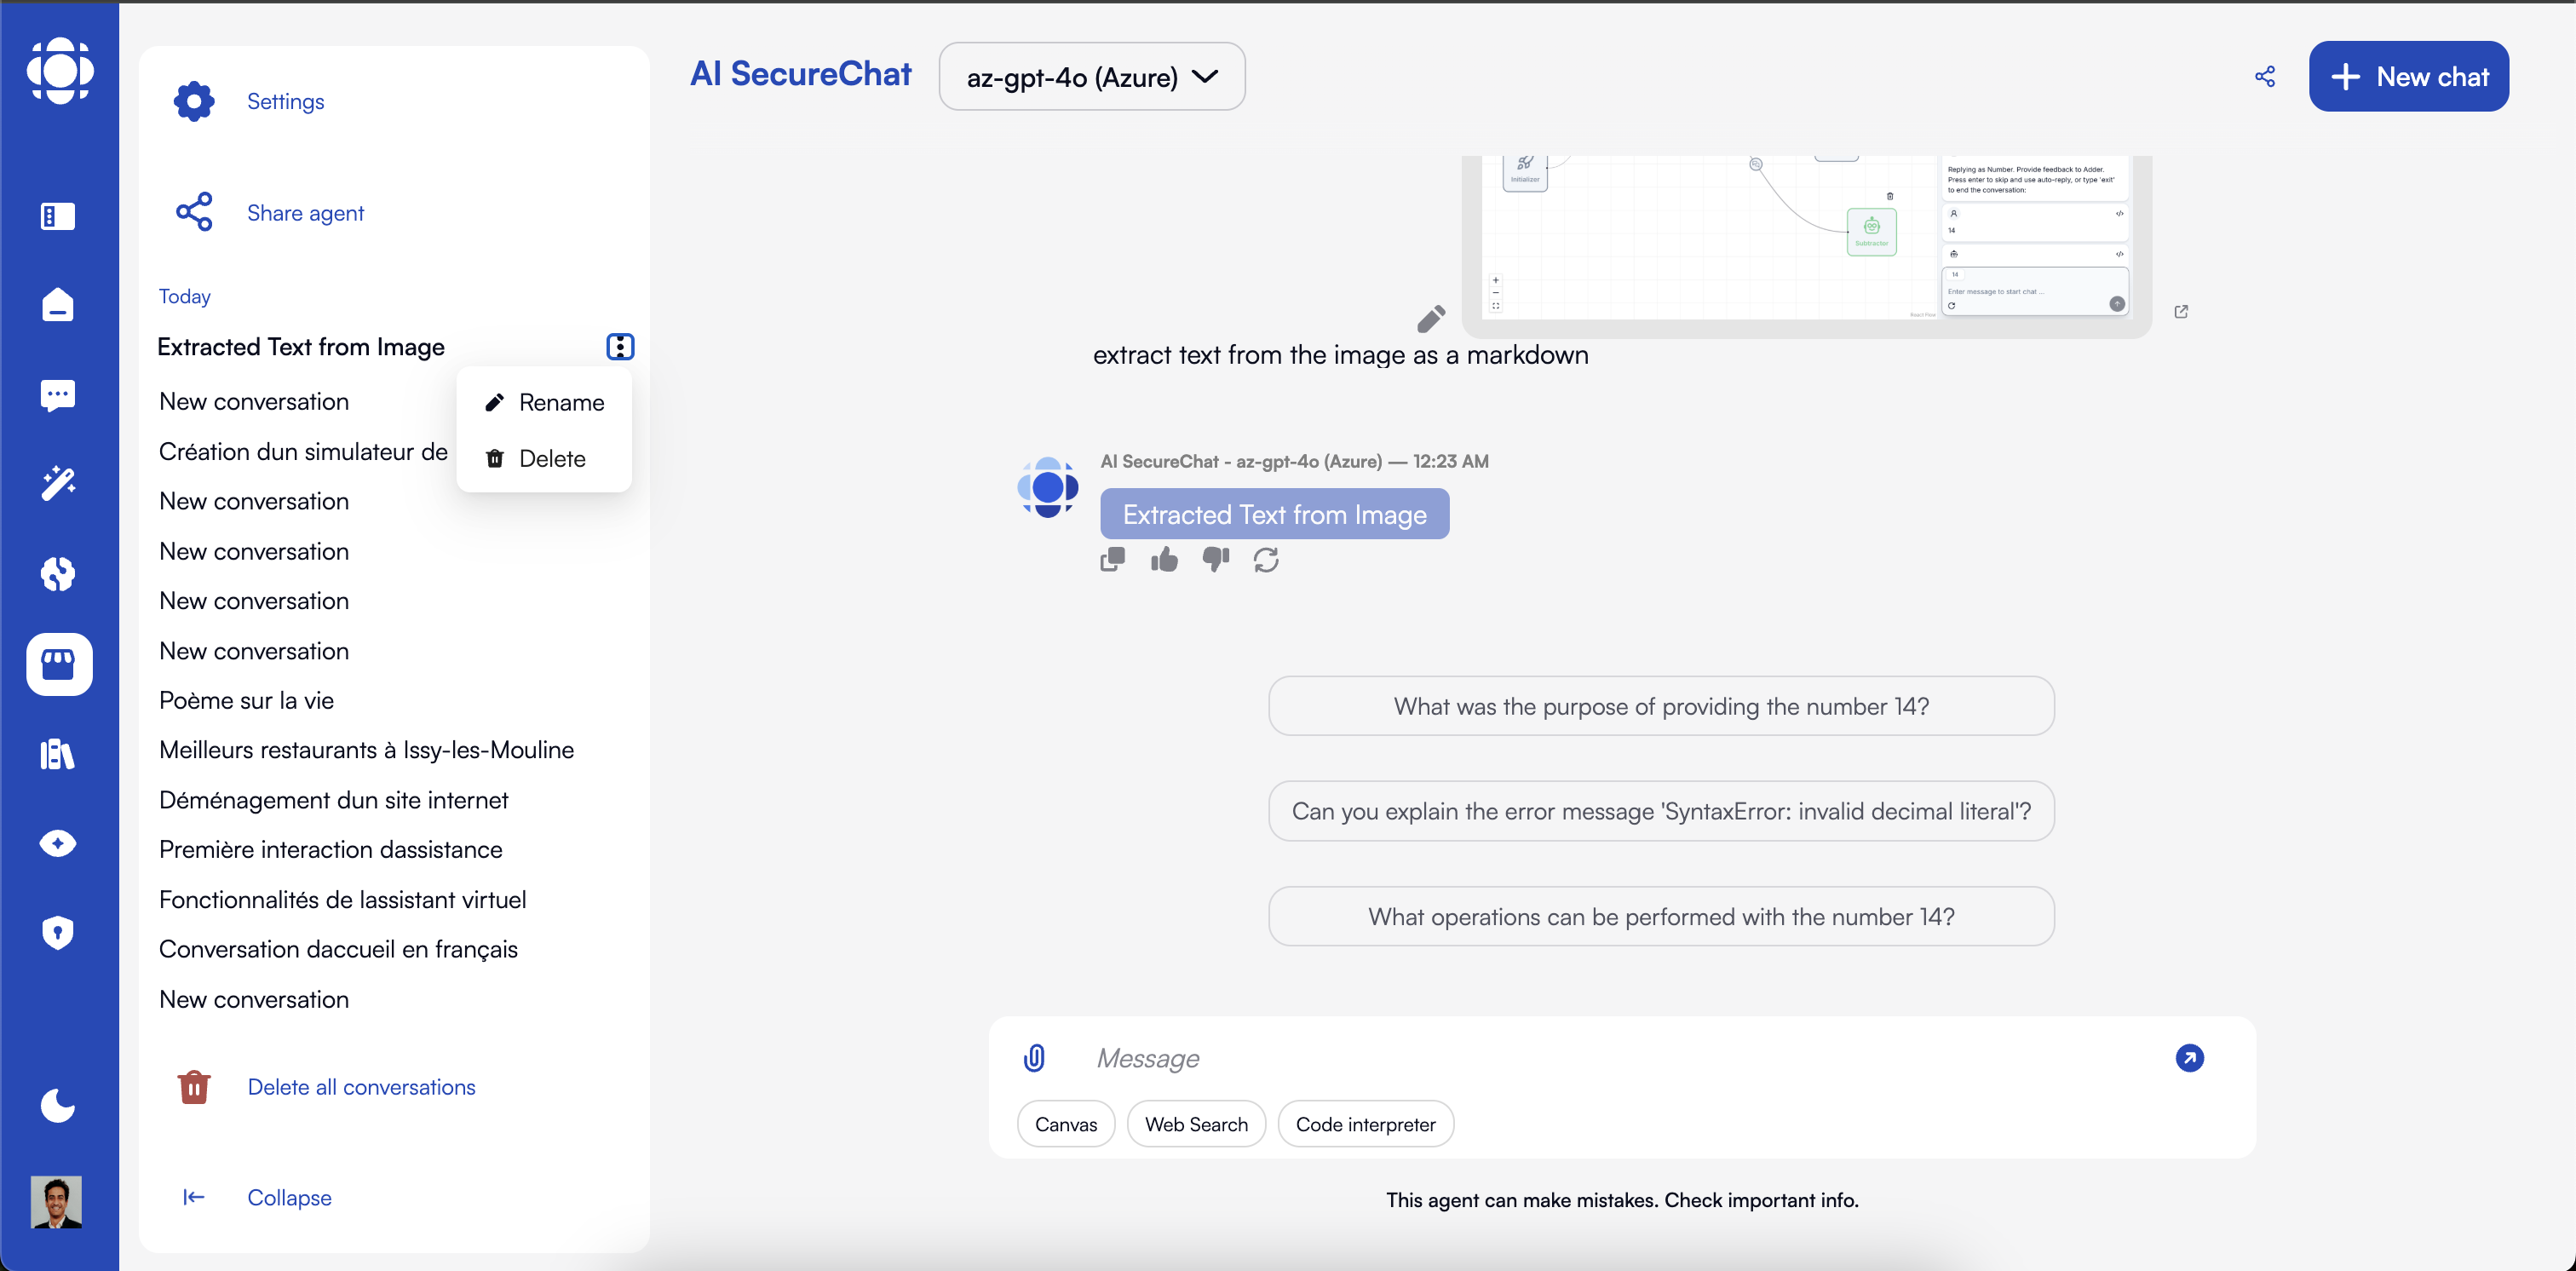 Settings
Share agent
Today
Extracted Text from Image
New conversation
Création dun simulateur de
New conversation
New conversation
New conversation
New conversation
Poème sur la vie
Meilleurs restaurants à Issy-les-Mouline
Déménagement dun site internet
Première interaction dassistance
Fonctionnalités de lassistant virtuel
Conversation daccueil en français
New conversation
Delete all conversations
Collapse
Rename
Delete
AI SecureChat
az-gpt-4o (Azure)
New chat
Initializer
Subtractor
React Flow
Replying as Number. Provide feedback to Adder.
Press enter to skip and use auto-reply, or type 'exit'
to end the conversation:
14
14
Enter message to start chat ...
extract text from the image as a markdown
AI SecureChat - az-gpt-4o (Azure) — 12:23 AM
Extracted Text from Image
What was the purpose of providing the number 14?
Can you explain the error message 'SyntaxError: invalid decimal literal'?
What operations can be performed with the number 14?
Message
Canvas
Web Search
Code interpreter
This agent can make mistakes. Check important info.